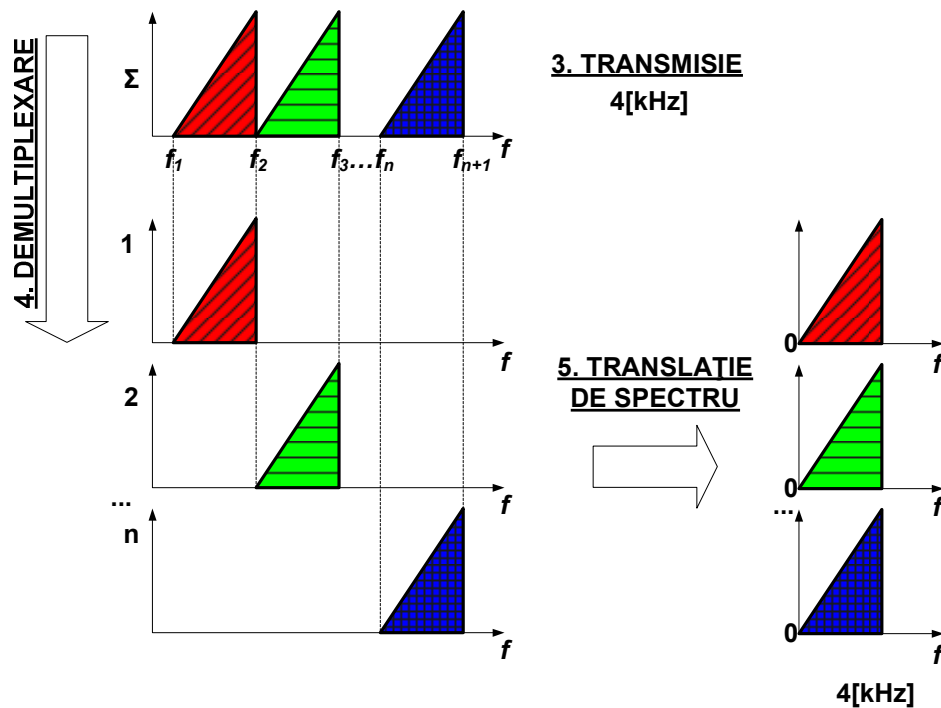 4. DEMULTIPLEXARE
Σ
f₁ f₂ f₃...fₙ fₙ₊₁ f
3. TRANSMISIE
4[kHz]
1
f
2
f
...
n
f
5. TRANSLAŢIE
DE SPECTRU
0
f
0
f
...
0
f
4[kHz]